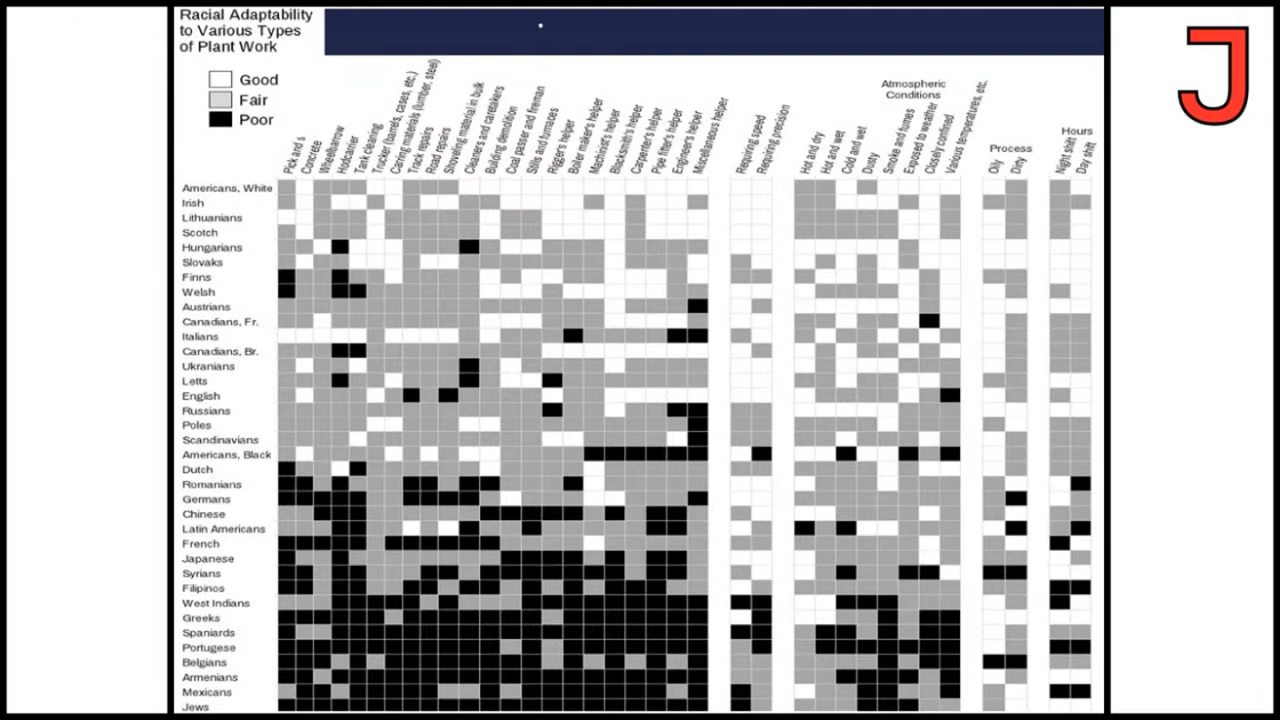 Racial Adaptability
to Various Types
of Plant Work
Good
Fair
Poor
Pick and s
Concrete
Wheelbarrow
Hodcarrier
Tank cleaning
Trucker (barrels, cases, etc.)
Carring materials (lumber, steel)
Track repairs
Road repairs
Shoveling material in bulk
Cleaners and caretakers
Building demolition
Coal passer and fireman
Stills and furnaces
Rigger's helper
Boiler maker's helper
Machinist's helper
Blacksmith's helper
Carpenter's helper
Pipe fitter's helper
Engineer's helper
Miscellaneous helper
Requiring speed
Requiring precision
Atmospheric
Conditions
Hot and dry
Hot and wet
Cold and wet
Dusty
Smoke and fumes
Exposed to weather
Closely confined
Various temperatures, etc.
Process
Oily
Dirty
Hours
Night shift
Day shift
Americans, White
Irish
Lithuanians
Scotch
Hungarians
Slovaks
Finns
Welsh
Austrians
Canadians, Fr.
Italians
Canadians, Br.
Ukranians
Letts
English
Russians
Poles
Scandinavians
Americans, Black
Dutch
Romanians
Germans
Chinese
Latin Americans
French
Japanese
Syrians
Filipinos
West Indians
Greeks
Spaniards
Portugese
Belgians
Armenians
Mexicans
Jews
J